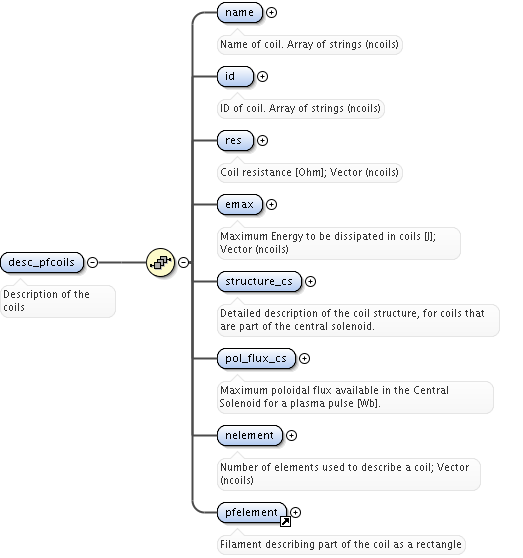 name
Name of coil. Array of strings (ncoils)
id
ID of coil. Array of strings (ncoils)
res
Coil resistance [Ohm]; Vector (ncoils)
emax
Maximum Energy to be dissipated in coils [J];
Vector (ncoils)
desc_pfcoils
Description of the
coils
structure_cs
Detailed description of the coil structure, for coils that
are part of the central solenoid.
pol_flux_cs
Maximum poloidal flux available in the Central
Solenoid for a plasma pulse [Wb].
nelement
Number of elements used to describe a coil; Vector
(ncoils)
pfelement
Filament describing part of the coil as a rectangle